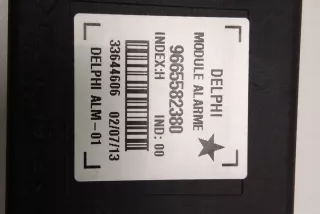 DELPHI
MODULE ALARME
9665582380
INDEX:H IND: 00
33644606 02/07/13
DELPHI ALM-01